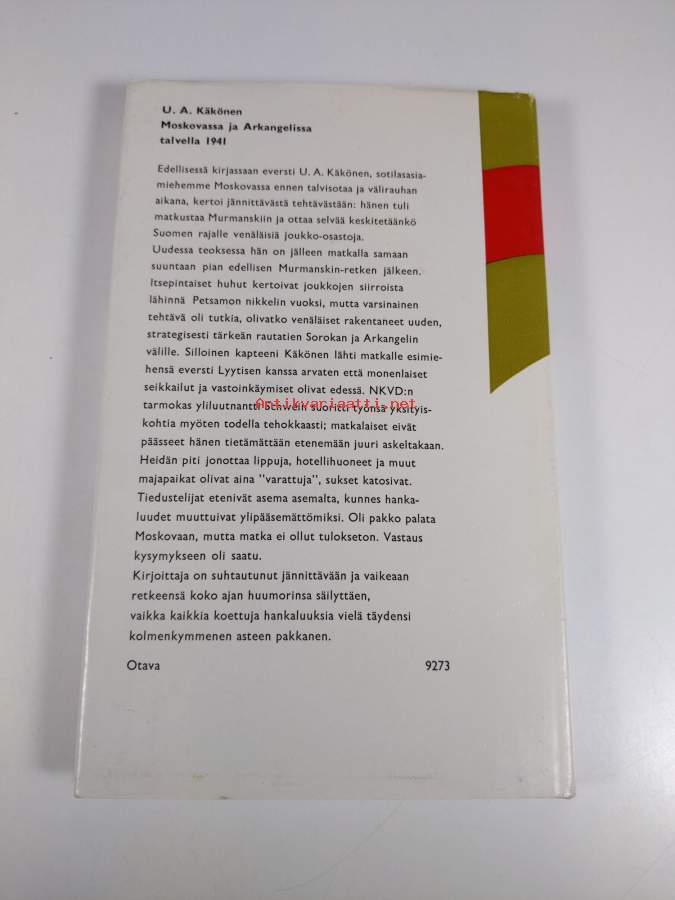 U. A. Käkönen
Moskovassa ja Arkangelissa
talvella 1941
Edellisessä kirjassaan eversti U. A. Käkönen, sotilasasia-
miehemme Moskovassa ennen talvisotaa ja välirauhan
aikana, kertoi jännittävästä tehtävästään: hänen tuli
matkustaa Murmanskiin ja ottaa selvää keskitetäänkö
Suomen rajalle venäläisiä joukko-osastoja.
Uudessa teoksessa hän on jälleen matkalla samaan
suuntaan pian edellisen Murmanskin-retken jälkeen.
Itsepintaiset huhut kertoivat joukkojen siirroista
lähinnä Petsamon nikkelin vuoksi, mutta varsinainen
tehtävä oli tutkia, olivatko venäläiset rakentaneet uuden,
strategisesti tärkeän rautatien Sorokan ja Arkangelin
välille. Silloinen kapteeni Käkönen lähti matkalle esimie-
hensä eversti Lyytisen kanssa arvaten että monenlaiset
seikkailut ja vastoinkäymiset olivat edessä. NKVD:n
tarmokas yliluutnantti Schwein suoritti työnsä yksityis-
Antikvariaatti.net
kohtia myöten todella tehokkaasti; matkalaiset eivät
päässeet hänen tietämättään etenemään juuri askeltakaan.
Heidän piti jonottaa lippuja, hotellihuoneet ja muut
majapaikat olivat aina "varattuja", sukset katosivat.
Tiedustelijat etenivät asema asemalta, kunnes hanka-
luudet muuttuivat ylipääsemättömiksi. Oli pakko palata
Moskovaan, mutta matka ei ollut tulokseton. Vastaus
kysymykseen oli saatu.
Kirjoittaja on suhtautunut jännittävään ja vaikeaan
retkeensä koko ajan huumorinsa säilyttäen,
vaikka kaikkia koettuja hankaluuksia vielä täydensi
kolmenkymmenen asteen pakkanen.
Otava 9273